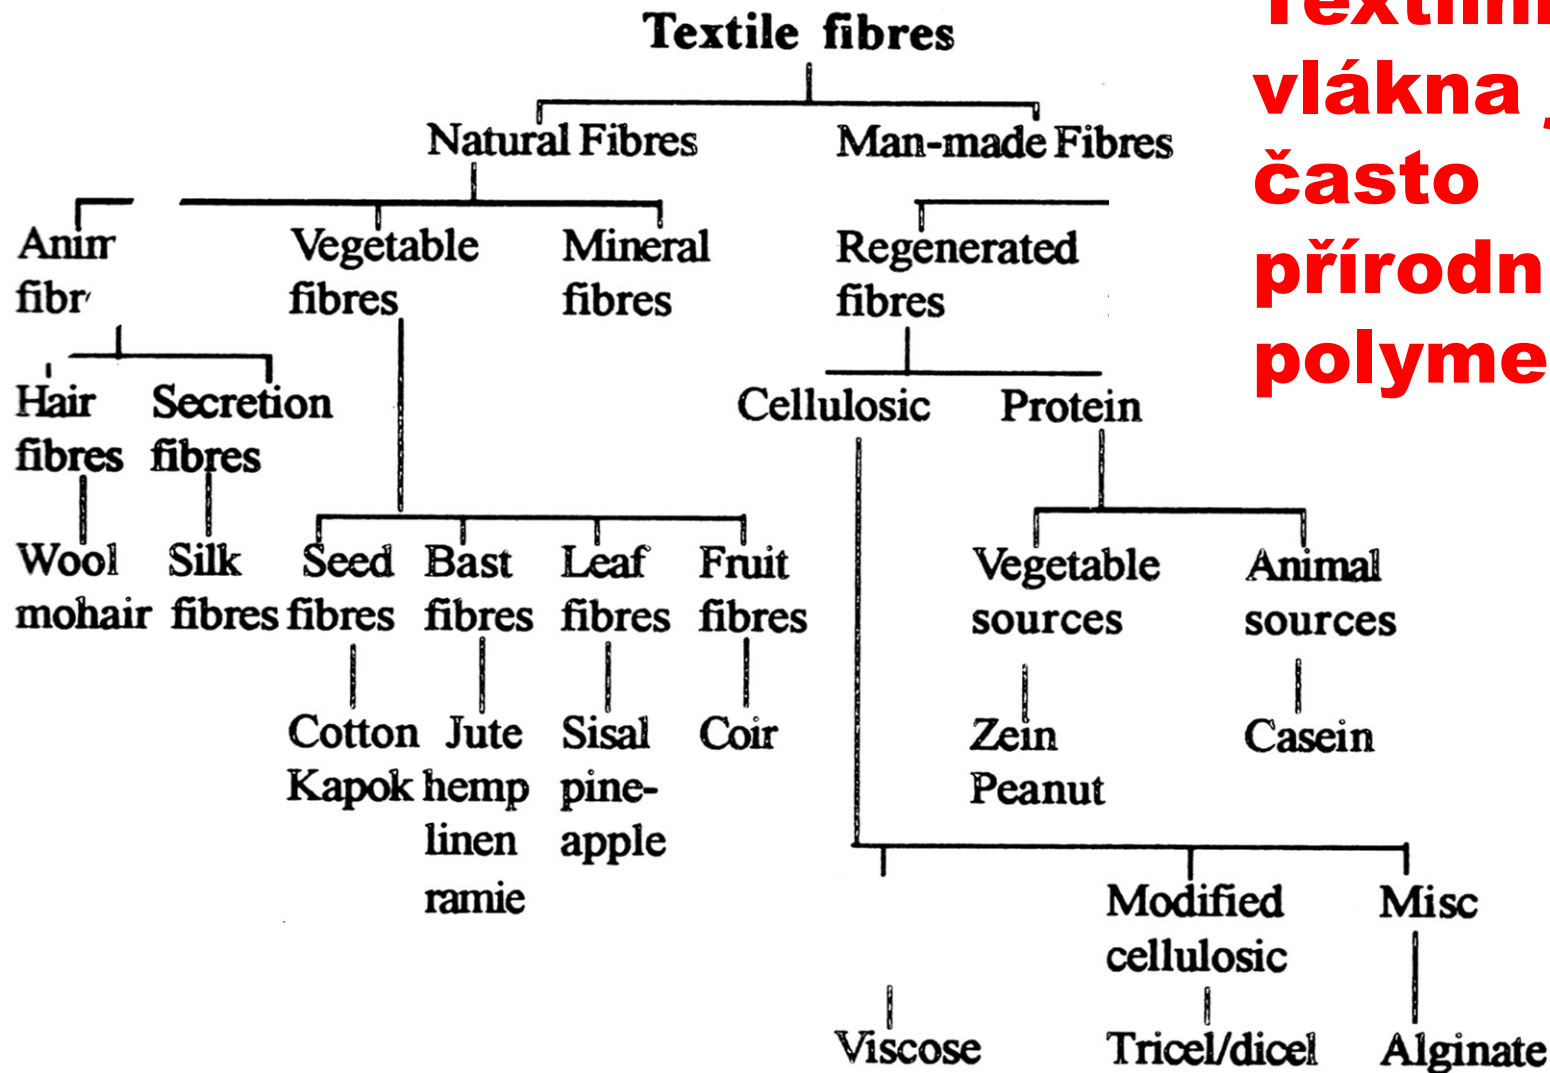 Textile fibres
Natural Fibres Man-made Fibres
vlákna
často
Vegetable Mineral Regenerated
fibres fibres fibres
Hair Secretion
fibres fibres
Cellulosic Protein
Wool Silk Seed Bast Leaf Fruit Vegetable Animal
mohair fibres fibres fibres fibres fibres sources sources
Cotton Jute Sisal Coir Zein Casein
Kapok hemp pine- Peanut
linen apple
ramie
Modified Misc
cellulosic
Viscose Tricel/dicel Alginate